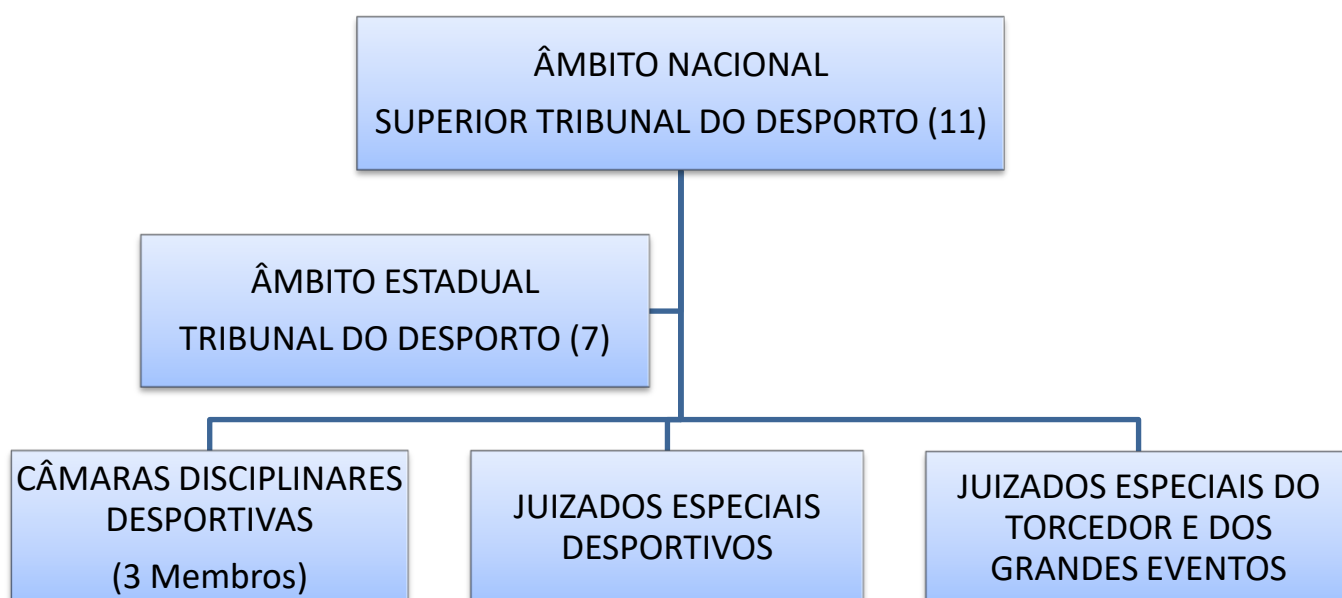 ÂMBITO NACIONAL
SUPERIOR TRIBUNAL DO DESPORTO (11)
ÂMBITO ESTADUAL
TRIBUNAL DO DESPORTO (7)
CÂMARAS DISCIPLINARES
DESPORTIVAS
(3 Membros)
JUIZADOS ESPECIAIS
DESPORTIVOS
JUIZADOS ESPECIAIS DO
TORCEDOR E DOS
GRANDES EVENTOS